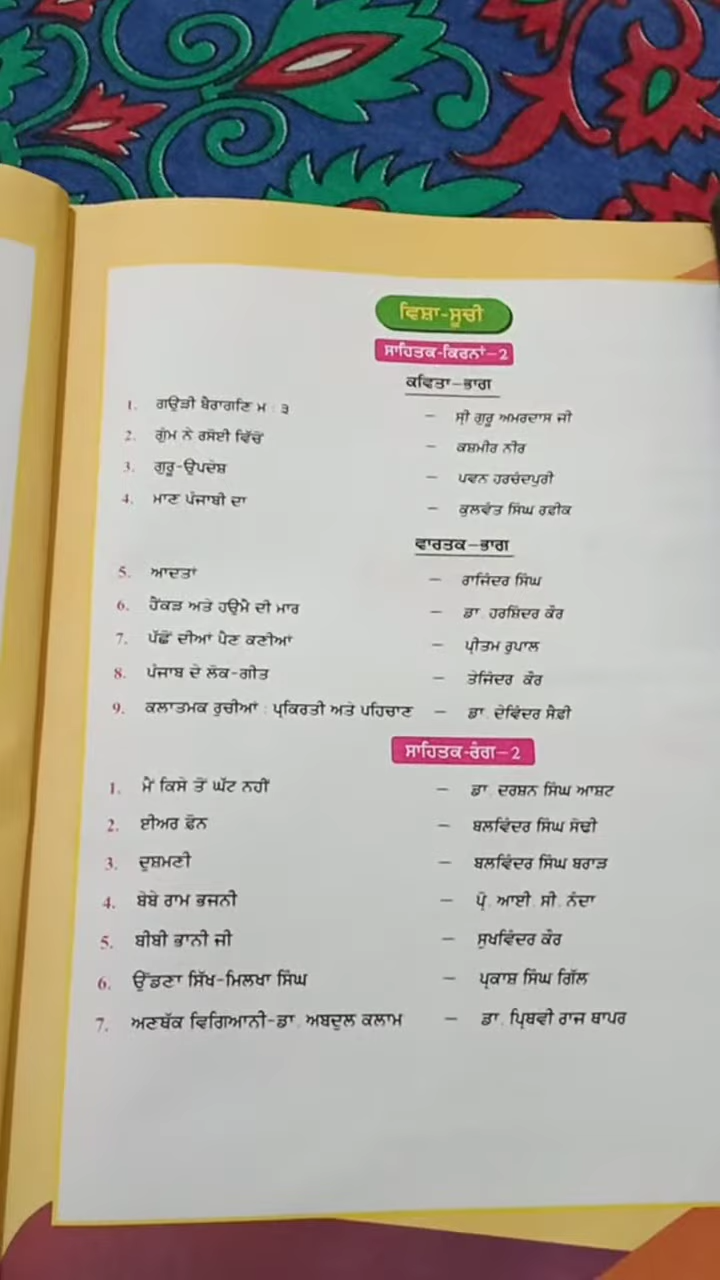 ਵਿਸ਼ਾ-ਸੂਚੀ
ਸਾਹਿਤਕ-ਕਿਰਨਾਂ-2
ਕਵਿਤਾ-ਭਾਗ
1. ਗਉੜੀ ਬੈਰਾਗਣਿ ਮ : ੩ – ਸ੍ਰੀ ਗੁਰੂ ਅਮਰਦਾਸ ਜੀ
2. ਗੁੰਮ ਨੇ ਰਸੋਈ ਵਿੱਚੋਂ – ਕਸ਼ਮੀਰ ਨੀਰ
3. ਗੁਰੂ-ਉਪਦੇਸ਼ – ਪਵਨ ਹਰਚੰਦਪੁਰੀ
4. ਮਾਣ ਪੰਜਾਬੀ ਦਾ – ਕੁਲਵੰਤ ਸਿੰਘ ਰਫ਼ੀਕ
ਵਾਰਤਕ-ਭਾਗ
5. ਆਦਤਾਂ – ਰਾਜਿੰਦਰ ਸਿੰਘ
6. ਹੈਂਕੜ ਅਤੇ ਹਉਮੈ ਦੀ ਮਾਰ – ਡਾ. ਹਰਸ਼ਿੰਦਰ ਕੌਰ
7. ਪੱਛੋਂ ਦੀਆਂ ਪੈਣ ਕਣੀਆਂ – ਪ੍ਰੀਤਮ ਰੁਪਾਲ
8. ਪੰਜਾਬ ਦੇ ਲੋਕ-ਗੀਤ – ਤੇਜਿੰਦਰ ਕੌਰ
9. ਕਲਾਤਮਕ ਰੁਚੀਆਂ : ਪ੍ਰਕਿਰਤੀ ਅਤੇ ਪਹਿਚਾਣ – ਡਾ. ਦੇਵਿੰਦਰ ਸੈਫ਼ੀ
ਸਾਹਿਤਕ-ਰੰਗ-2
1. ਮੈਂ ਕਿਸੇ ਤੋਂ ਘੱਟ ਨਹੀਂ – ਡਾ. ਦਰਸ਼ਨ ਸਿੰਘ ਆਸ਼ਟ
2. ਈਅਰ ਫ਼ੋਨ – ਬਲਵਿੰਦਰ ਸਿੰਘ ਸੋਢੀ
3. ਦੁਸ਼ਮਣੀ – ਬਲਵਿੰਦਰ ਸਿੰਘ ਬਰਾੜ
4. ਬੇਬੇ ਰਾਮ ਭਜਨੀ – ਪ੍ਰੋ. ਆਈ. ਸੀ. ਨੰਦਾ
5. ਬੀਬੀ ਭਾਨੀ ਜੀ – ਸੁਖਵਿੰਦਰ ਕੌਰ
6. ਉੱਡਣਾ ਸਿੱਖ-ਮਿਲਖਾ ਸਿੰਘ – ਪ੍ਰਕਾਸ਼ ਸਿੰਘ ਗਿੱਲ
7. ਅਣਥੱਕ ਵਿਗਿਆਨੀ-ਡਾ. ਅਬਦੁਲ ਕਲਾਮ – ਡਾ. ਪ੍ਰਿਥਵੀ ਰਾਜ ਥਾਪਰ